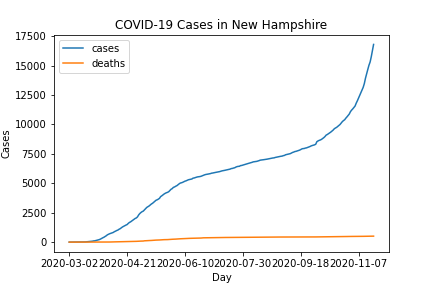 COVID-19 Cases in New Hampshire
cases
deaths
17500
15000
12500
10000
7500
5000
2500
0
Cases
2020-03-02 2020-04-21 2020-06-10 2020-07-30 2020-09-18 2020-11-07
Day